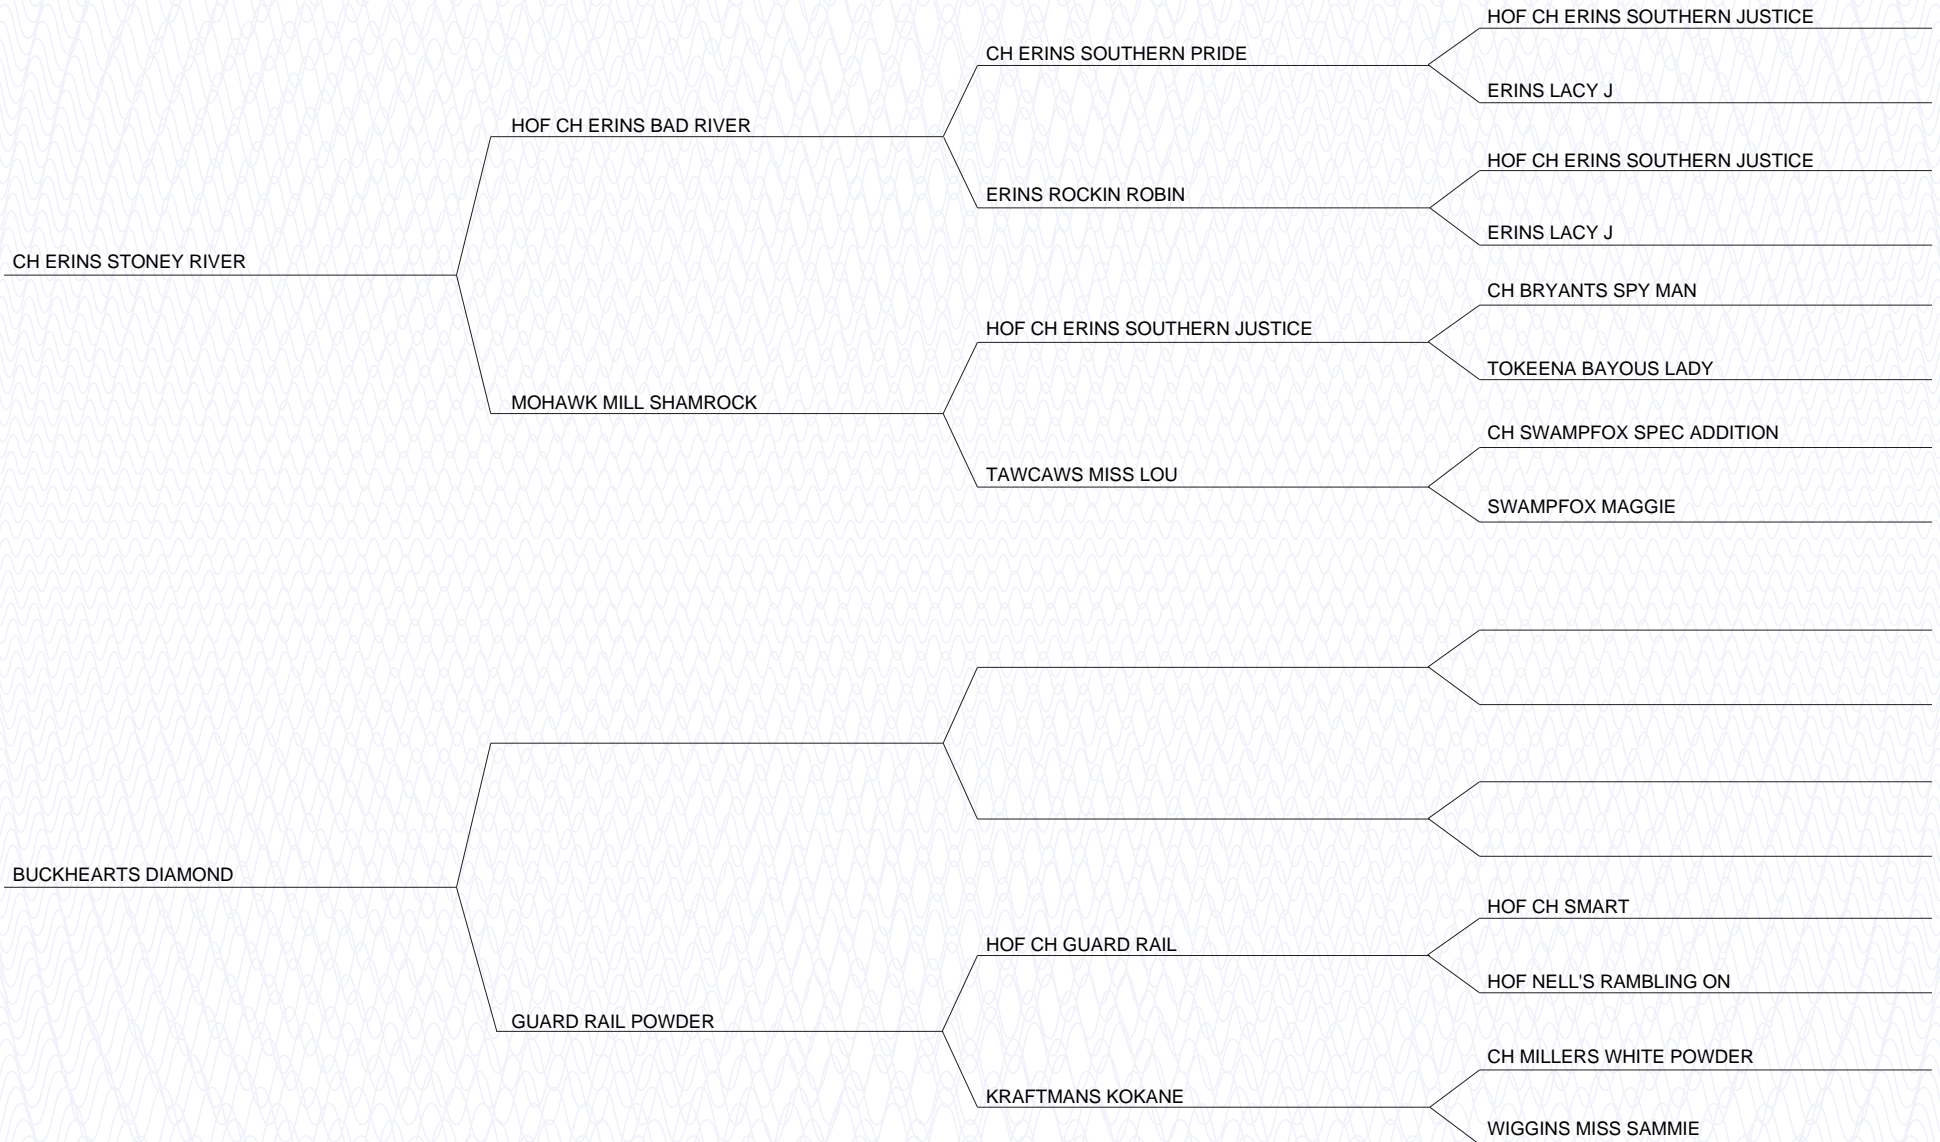 HOF CH ERINS SOUTHERN JUSTICE
CH ERINS SOUTHERN PRIDE
ERINS LACY J
HOF CH ERINS BAD RIVER
HOF CH ERINS SOUTHERN JUSTICE
ERINS ROCKIN ROBIN
ERINS LACY J
CH ERINS STONEY RIVER
CH BRYANTS SPY MAN
HOF CH ERINS SOUTHERN JUSTICE
TOKEENA BAYOUS LADY
MOHAWK MILL SHAMROCK
CH SWAMPFOX SPEC ADDITION
TAWCAWS MISS LOU
SWAMPFOX MAGGIE
BUCKHEARTS DIAMOND
HOF CH SMART
HOF CH GUARD RAIL
HOF NELL'S RAMBLING ON
GUARD RAIL POWDER
CH MILLERS WHITE POWDER
KRAFTMANS KOKANE
WIGGINS MISS SAMMIE